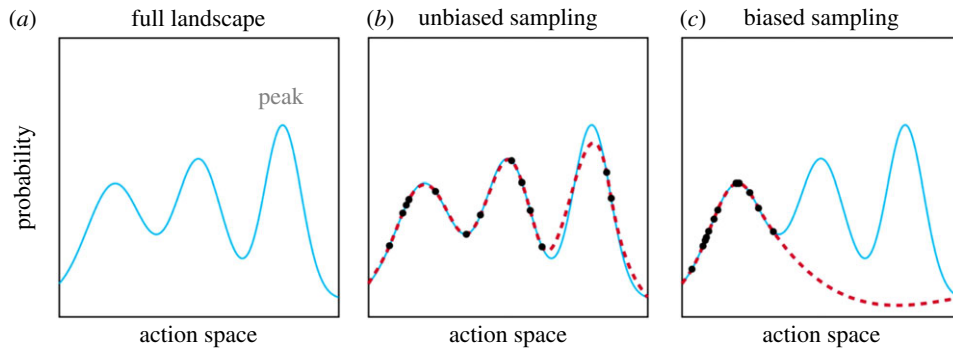 (a) full landscape
(b) unbiased sampling
(c) biased sampling
peak
probability
action space
action space
action space